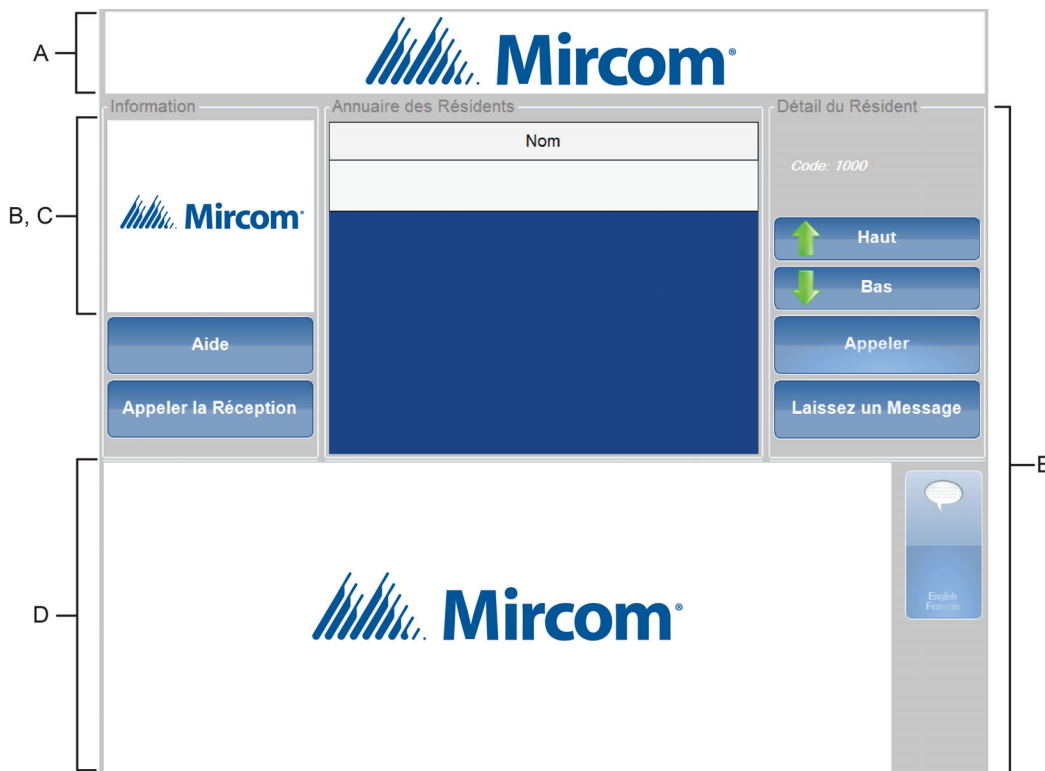 A
Mircom®
Information
Annuaire des Résidents
Détail du Résident
B, C
Mircom®
Nom
Code: 1000
Haut
Bas
Aide
Appeler
Appeler la Réception
Laissez un Message
E
D
Mircom®
English
Français